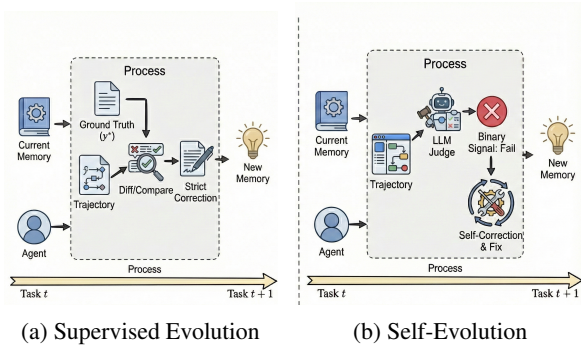 Process
Ground Truth
(y*)
Current
Memory
Trajectory
Diff/Compare
Strict
Correction
New
Memory
Agent
Process
Task t
Task t + 1
(a) Supervised Evolution
Process
Current
Memory
Trajectory
LLM
Judge
Binary
Signal: Fail
New
Memory
Self-Correction
& Fix
Agent
Process
Task t
Task t + 1
(b) Self-Evolution